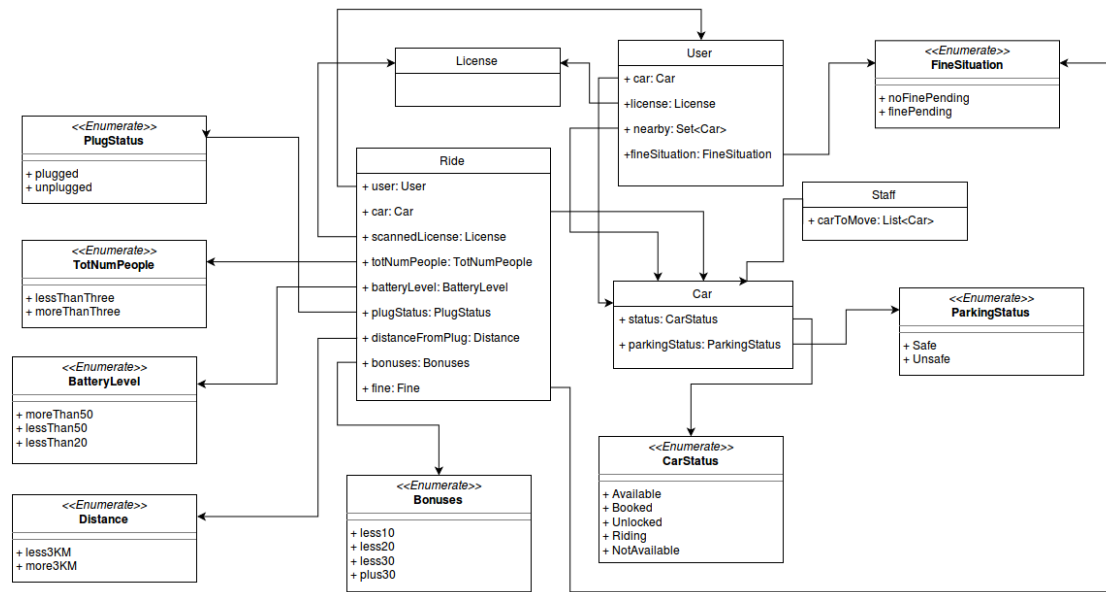 License
User
+ car: Car
+license: License
+ nearby: Set<Car>
+fineSituation: FineSituation
<<Enumerate>>
FineSituation
+ noFinePending
+ finePending
<<Enumerate>>
PlugStatus
+ plugged
+ unplugged
Ride
+ user: User
+ car: Car
+ scannedLicense: License
+ totNumPeople: TotNumPeople
+ batteryLevel: BatteryLevel
+ plugStatus: PlugStatus
+ distanceFromPlug: Distance
+ bonuses: Bonuses
+ fine: Fine
Staff
+ carToMove: List<Car>
<<Enumerate>>
TotNumPeople
+ lessThanThree
+ moreThanThree
Car
+ status: CarStatus
+ parkingStatus: ParkingStatus
<<Enumerate>>
ParkingStatus
+ Safe
+ Unsafe
<<Enumerate>>
BatteryLevel
+ moreThan50
+ lessThan50
+ lessThan20
<<Enumerate>>
CarStatus
+ Available
+ Booked
+ Unlocked
+ Riding
+ NotAvailable
<<Enumerate>>
Bonuses
+ less10
+ less20
+ less30
+ plus30
<<Enumerate>>
Distance
+ less3KM
+ more3KM